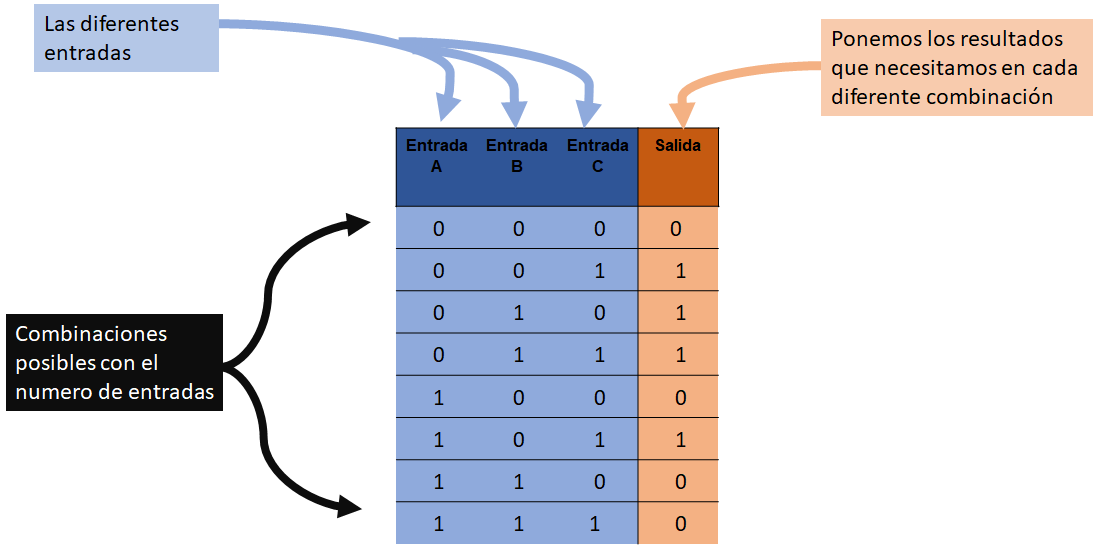 Las diferentes
entradas
Ponemos los resultados
que necesitamos en cada
diferente combinación
Entrada A Entrada B Entrada C Salida
0 0 0 0
0 0 1 1
0 1 0 1
0 1 1 1
1 0 0 0
1 0 1 1
1 1 0 0
1 1 1 0
Combinaciones
posibles con el
numero de entradas